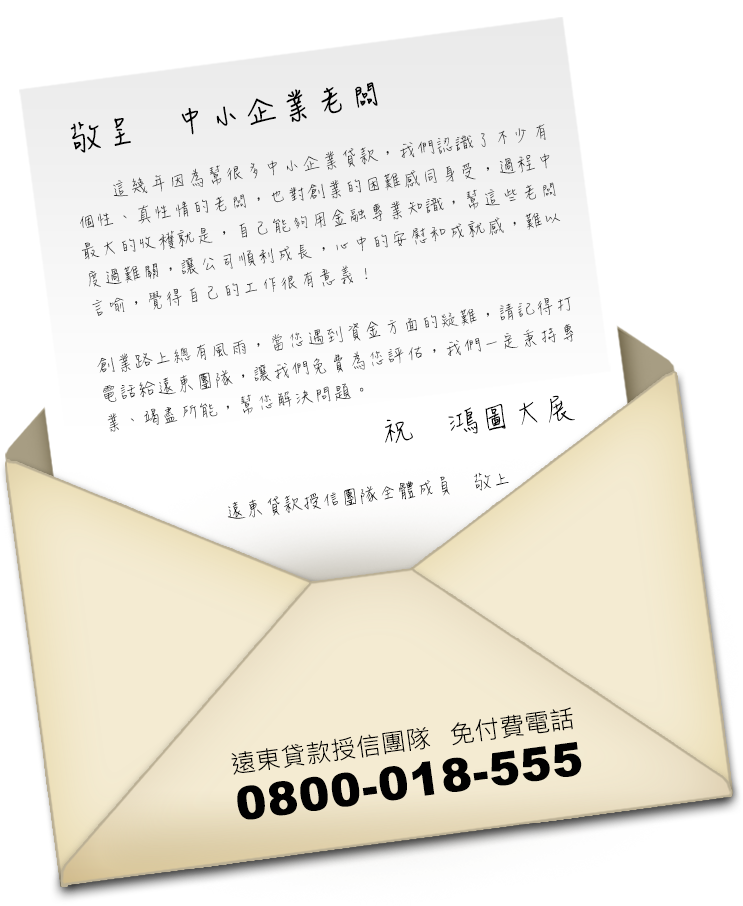 敬呈　中小企業老闆
這幾年因為幫很多中小企業貸款，我們認識了不少有
個性、真性情的老闆，也對創業的困難感同身受，過程中
最大的收穫就是，自己能夠用金融專業知識，幫這些老闆
度過難關，讓公司順利成長，心中的安慰和成就感，難以
言喻，覺得自己的工作很有意義！
創業路上總有風雨，當您遇到資金方面的疑難，請記得打
電話給遠東團隊，讓我們免費為您評估，我們一定秉持專
業、竭盡所能，幫您解決問題。
祝　鴻圖大展
遠東貸款授信團隊全體成員　敬上
遠東貸款授信團隊　免付費電話
0800-018-555